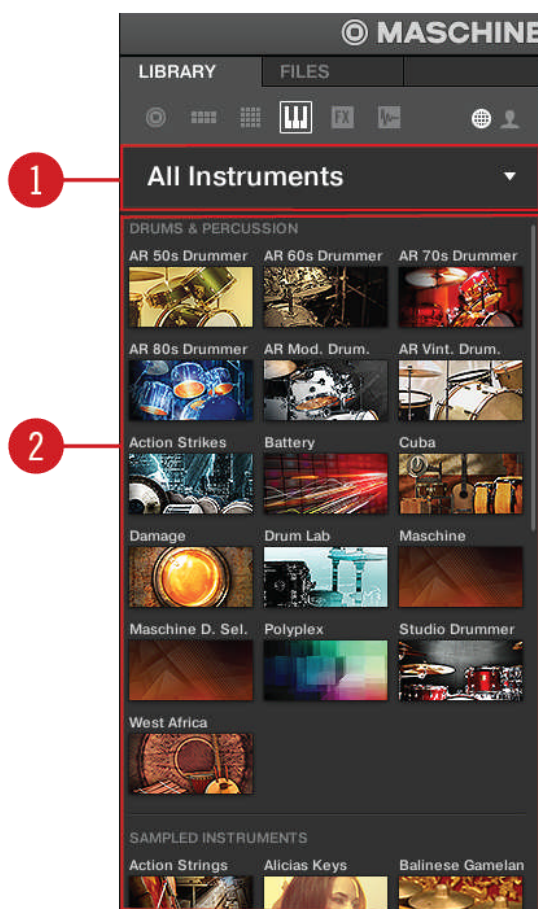 MASCHINE
LIBRARY FILES
FX
1
All Instruments
DRUMS & PERCUSSION
AR 50s Drummer AR 60s Drummer AR 70s Drummer
AR 80s Drummer AR Mod. Drum. AR Vint. Drum.
2
Action Strikes Battery Cuba
Damage Drum Lab Maschine
Maschine D. Sel. Polyplex Studio Drummer
West Africa
SAMPLED INSTRUMENTS
Action Strings Alicias Keys Balinese Gamelan